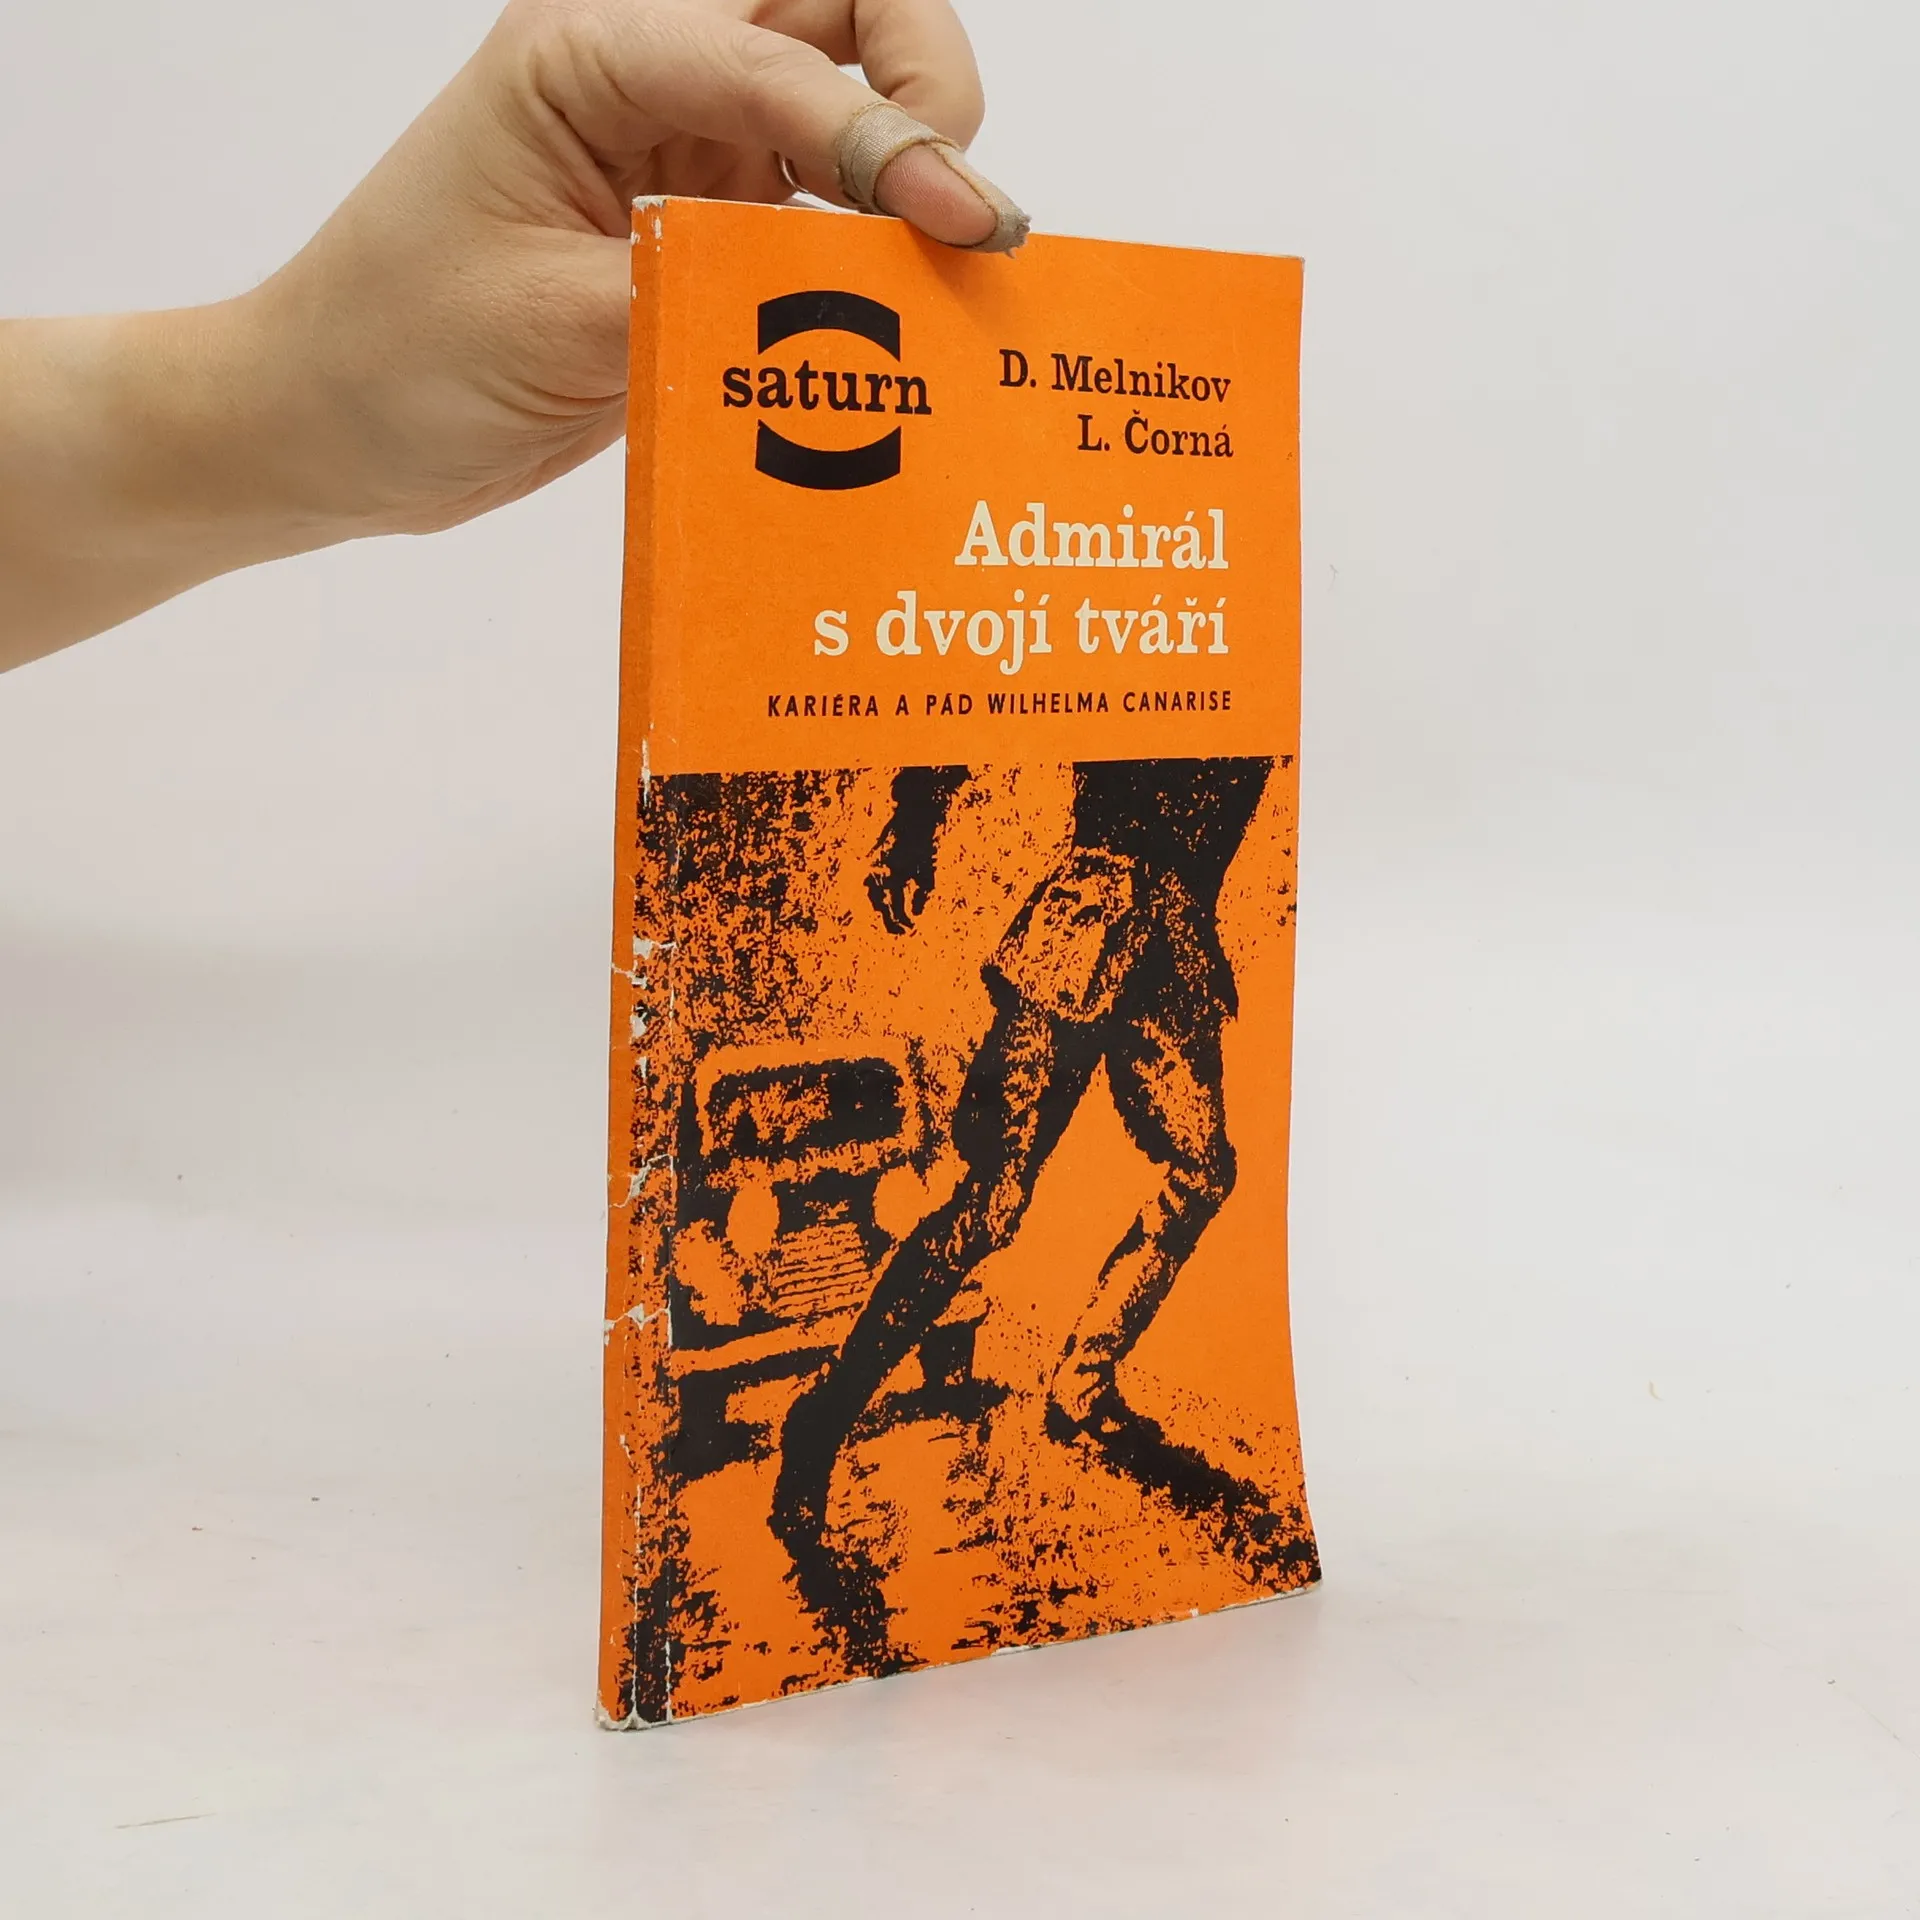 saturn
D. Melnikov
L. Čorná
Admirál
s dvojí tváří
KARIÉRA A PÁD WILHELMA CANARISE